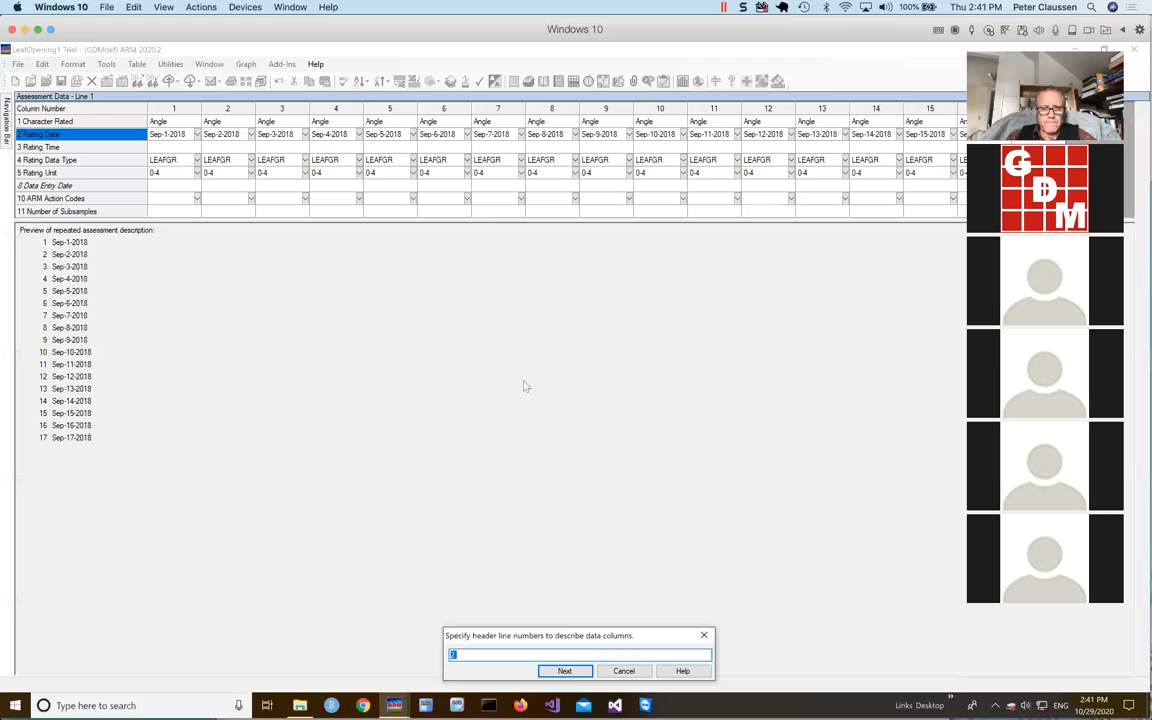 Windows 10 File Edit View Actions Devices Window Help 100% Thu 2:41 PM Peter Claussen
Windows 10
LeafOpening1 Trial - (GDMdef) ARM 2020.2
File Edit Format Tools Table Utilities Window Graph Add-Ins Help
Navigation Bar
Assessment Data - Line 1
Column Number 1 2 3 4 5 6 7 8 9 10 11 12 13 14 15
1 Character Rated Angle Angle Angle Angle Angle Angle Angle Angle Angle Angle Angle Angle Angle Angle Angle
2 Rating Date Sep-1-2018 Sep-2-2018 Sep-3-2018 Sep-4-2018 Sep-5-2018 Sep-6-2018 Sep-7-2018 Sep-8-2018 Sep-9-2018 Sep-10-2018 Sep-11-2018 Sep-12-2018 Sep-13-2018 Sep-14-2018 Sep-15-2018
3 Rating Time
4 Rating Data Type LEAFGR LEAFGR LEAFGR LEAFGR LEAFGR LEAFGR LEAFGR LEAFGR LEAFGR LEAFGR LEAFGR LEAFGR LEAFGR LEAFGR LEAFGR
5 Rating Unit 0-4 0-4 0-4 0-4 0-4 0-4 0-4 0-4 0-4 0-4 0-4 0-4 0-4 0-4 0-4
8 Data Entry Date
10 ARM Action Codes
11 Number of Subsamples
Preview of repeated assessment description:
1 Sep-1-2018
2 Sep-2-2018
3 Sep-3-2018
4 Sep-4-2018
5 Sep-5-2018
6 Sep-6-2018
7 Sep-7-2018
8 Sep-8-2018
9 Sep-9-2018
10 Sep-10-2018
11 Sep-11-2018
12 Sep-12-2018
13 Sep-13-2018
14 Sep-14-2018
15 Sep-15-2018
16 Sep-16-2018
17 Sep-17-2018
GDM
Specify header line numbers to describe data columns.
2
Next Cancel Help
Type here to search
Links Desktop
ENG
2:41 PM
10/29/2020